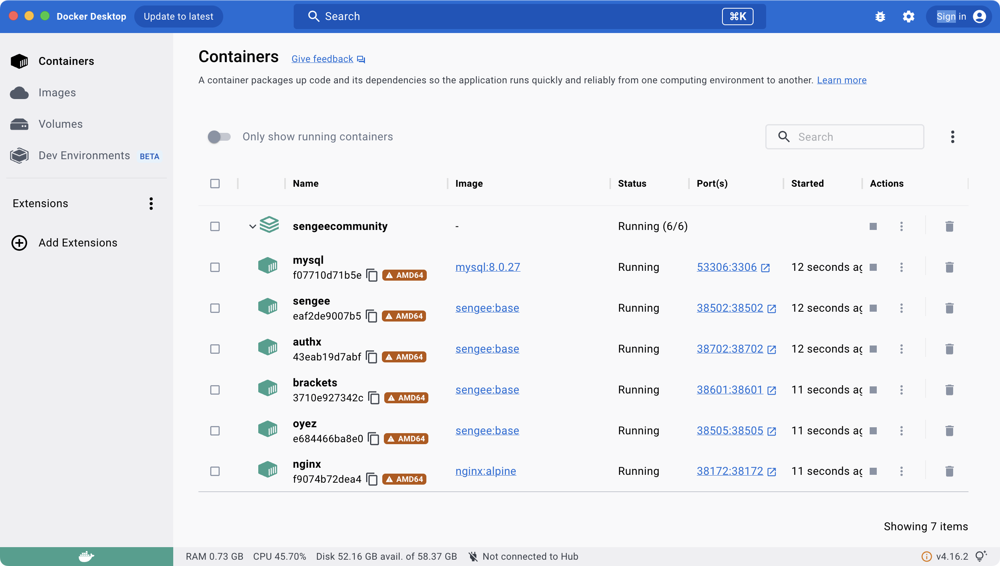 Docker Desktop Update to latest Search ⌘K Sign in
Containers
Images
Volumes
Dev Environments BETA
Extensions
Add Extensions
Containers Give feedback
A container packages up code and its dependencies so the application runs quickly and reliably from one computing environment to another. Learn more
Only show running containers Search
Name Image Status Port(s) Started Actions
sengeecommunity - Running (6/6)
mysql
f07710d71b5e AMD64 mysql:8.0.27 Running 53306:3306 12 seconds ag
sengee
eaf2de9007b5 AMD64 sengee:base Running 38502:38502 12 seconds ag
authx
43eab19d7abf AMD64 sengee:base Running 38702:38702 12 seconds ag
brackets
3710e927342c AMD64 sengee:base Running 38601:38601 11 seconds ag
oyez
e684466ba8e0 AMD64 sengee:base Running 38505:38505 11 seconds ag
nginx
f9074b72dea4 AMD64 nginx:alpine Running 38172:38172 11 seconds ag
Showing 7 items
RAM 0.73 GB CPU 45.70% Disk 52.16 GB avail. of 58.37 GB Not connected to Hub v4.16.2